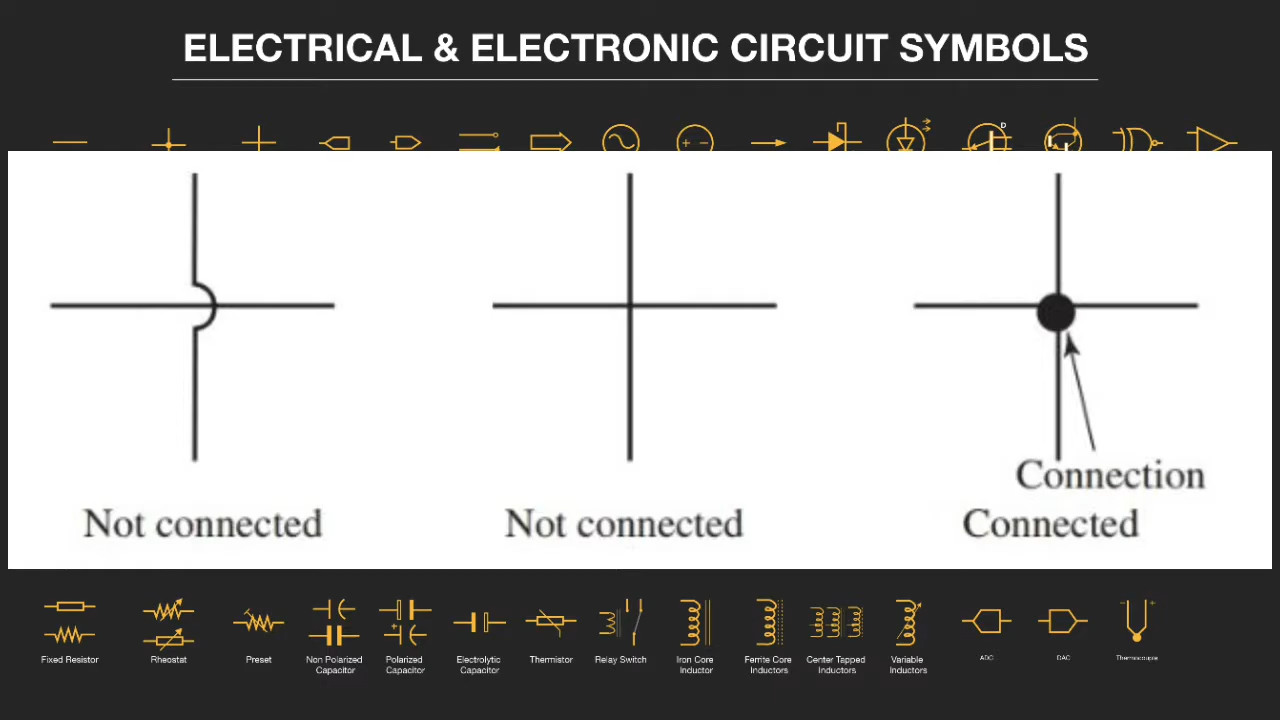 ELECTRICAL & ELECTRONIC CIRCUIT SYMBOLS
D
Connection
Not connected
Not connected
Connected
Fixed Resistor
Rheostat
Preset
Non Polarized
Capacitor
Polarized
Capacitor
Electrolytic
Capacitor
Thermistor
Relay Switch
Iron Core
Inductor
Ferrite Core
Inductors
Center Tapped
Inductors
Variable
Inductors
ADC
DAC
Thermocouple